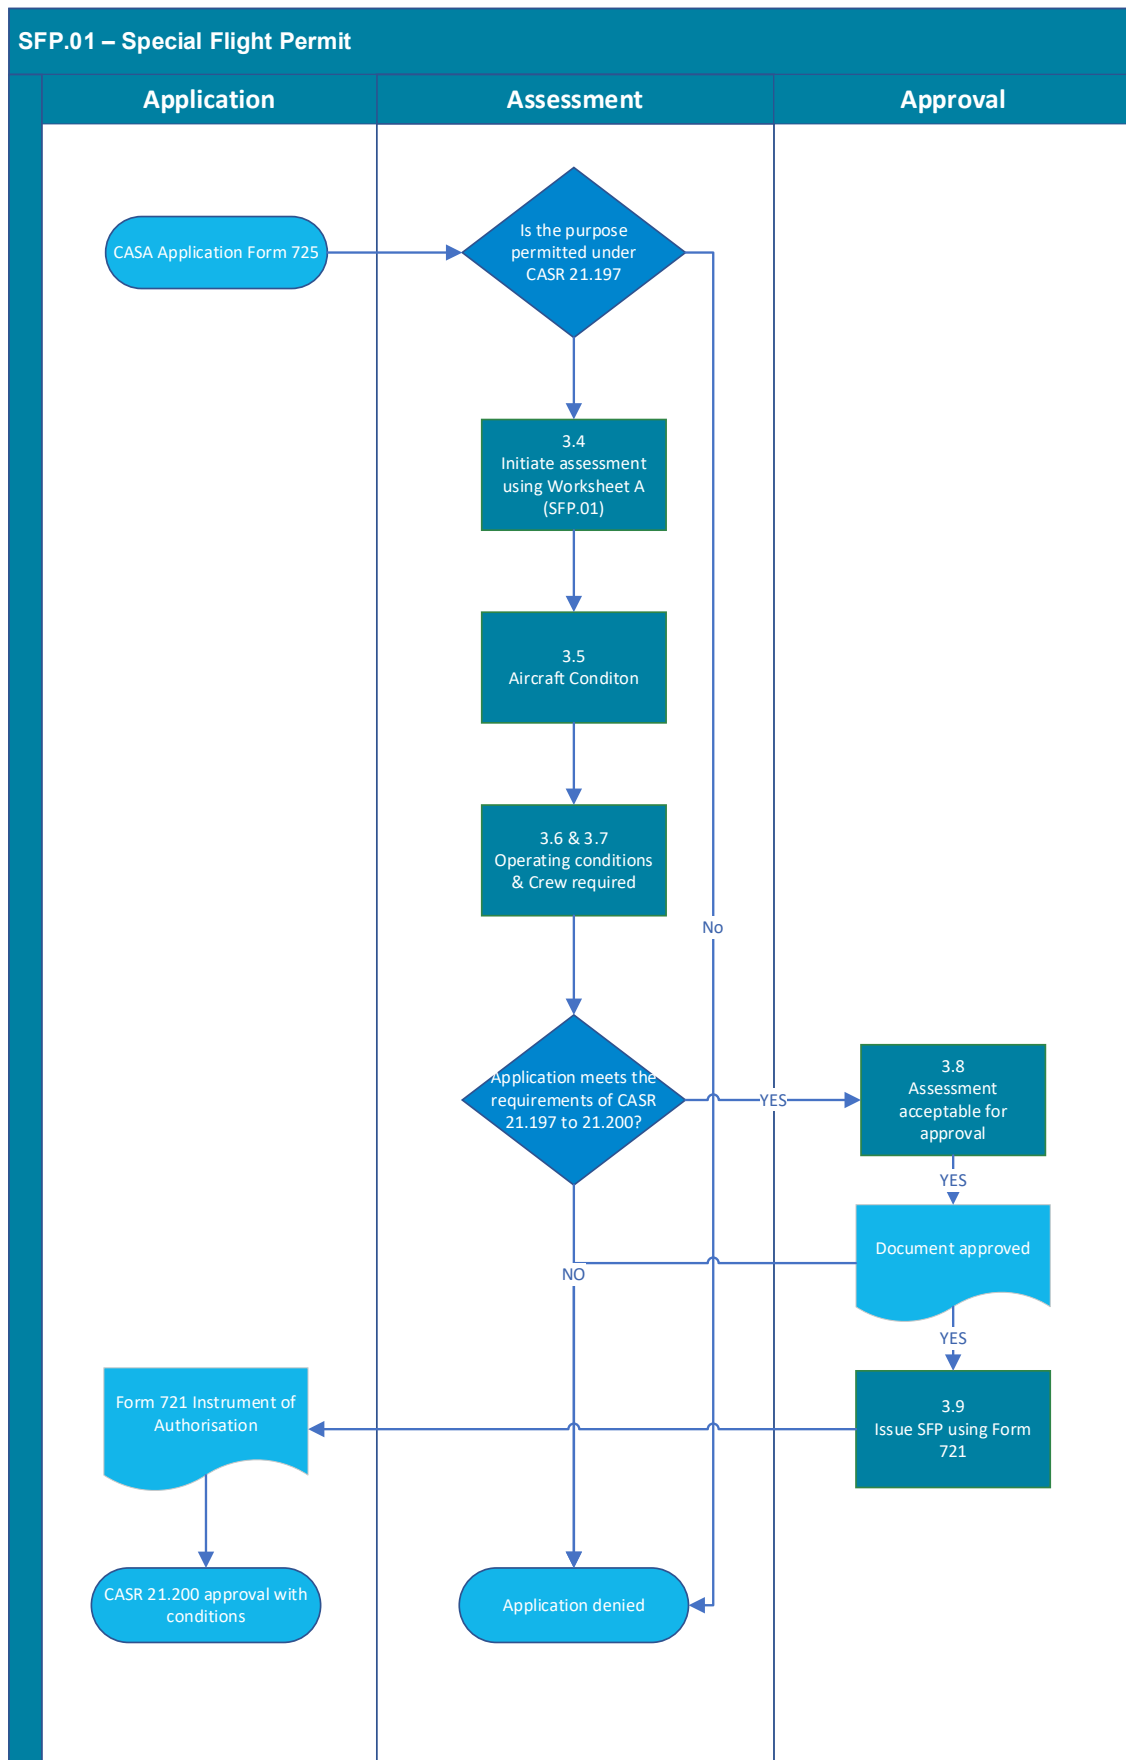 SFP.01 – Special Flight Permit
Application
Assessment
Approval
CASA Application Form 725
Is the purpose
permitted under
CASR 21.197
3.4
Initiate assessment
using Worksheet A
(SFP.01)
3.5
Aircraft Conditon
3.6 & 3.7
Operating conditions
& Crew required
No
Application meets the
requirements of CASR
21.197 to 21.200?
YES
3.8
Assessment
acceptable for
approval
YES
Document approved
NO
YES
Form 721 Instrument of
Authorisation
3.9
Issue SFP using Form
721
CASR 21.200 approval with
conditions
Application denied